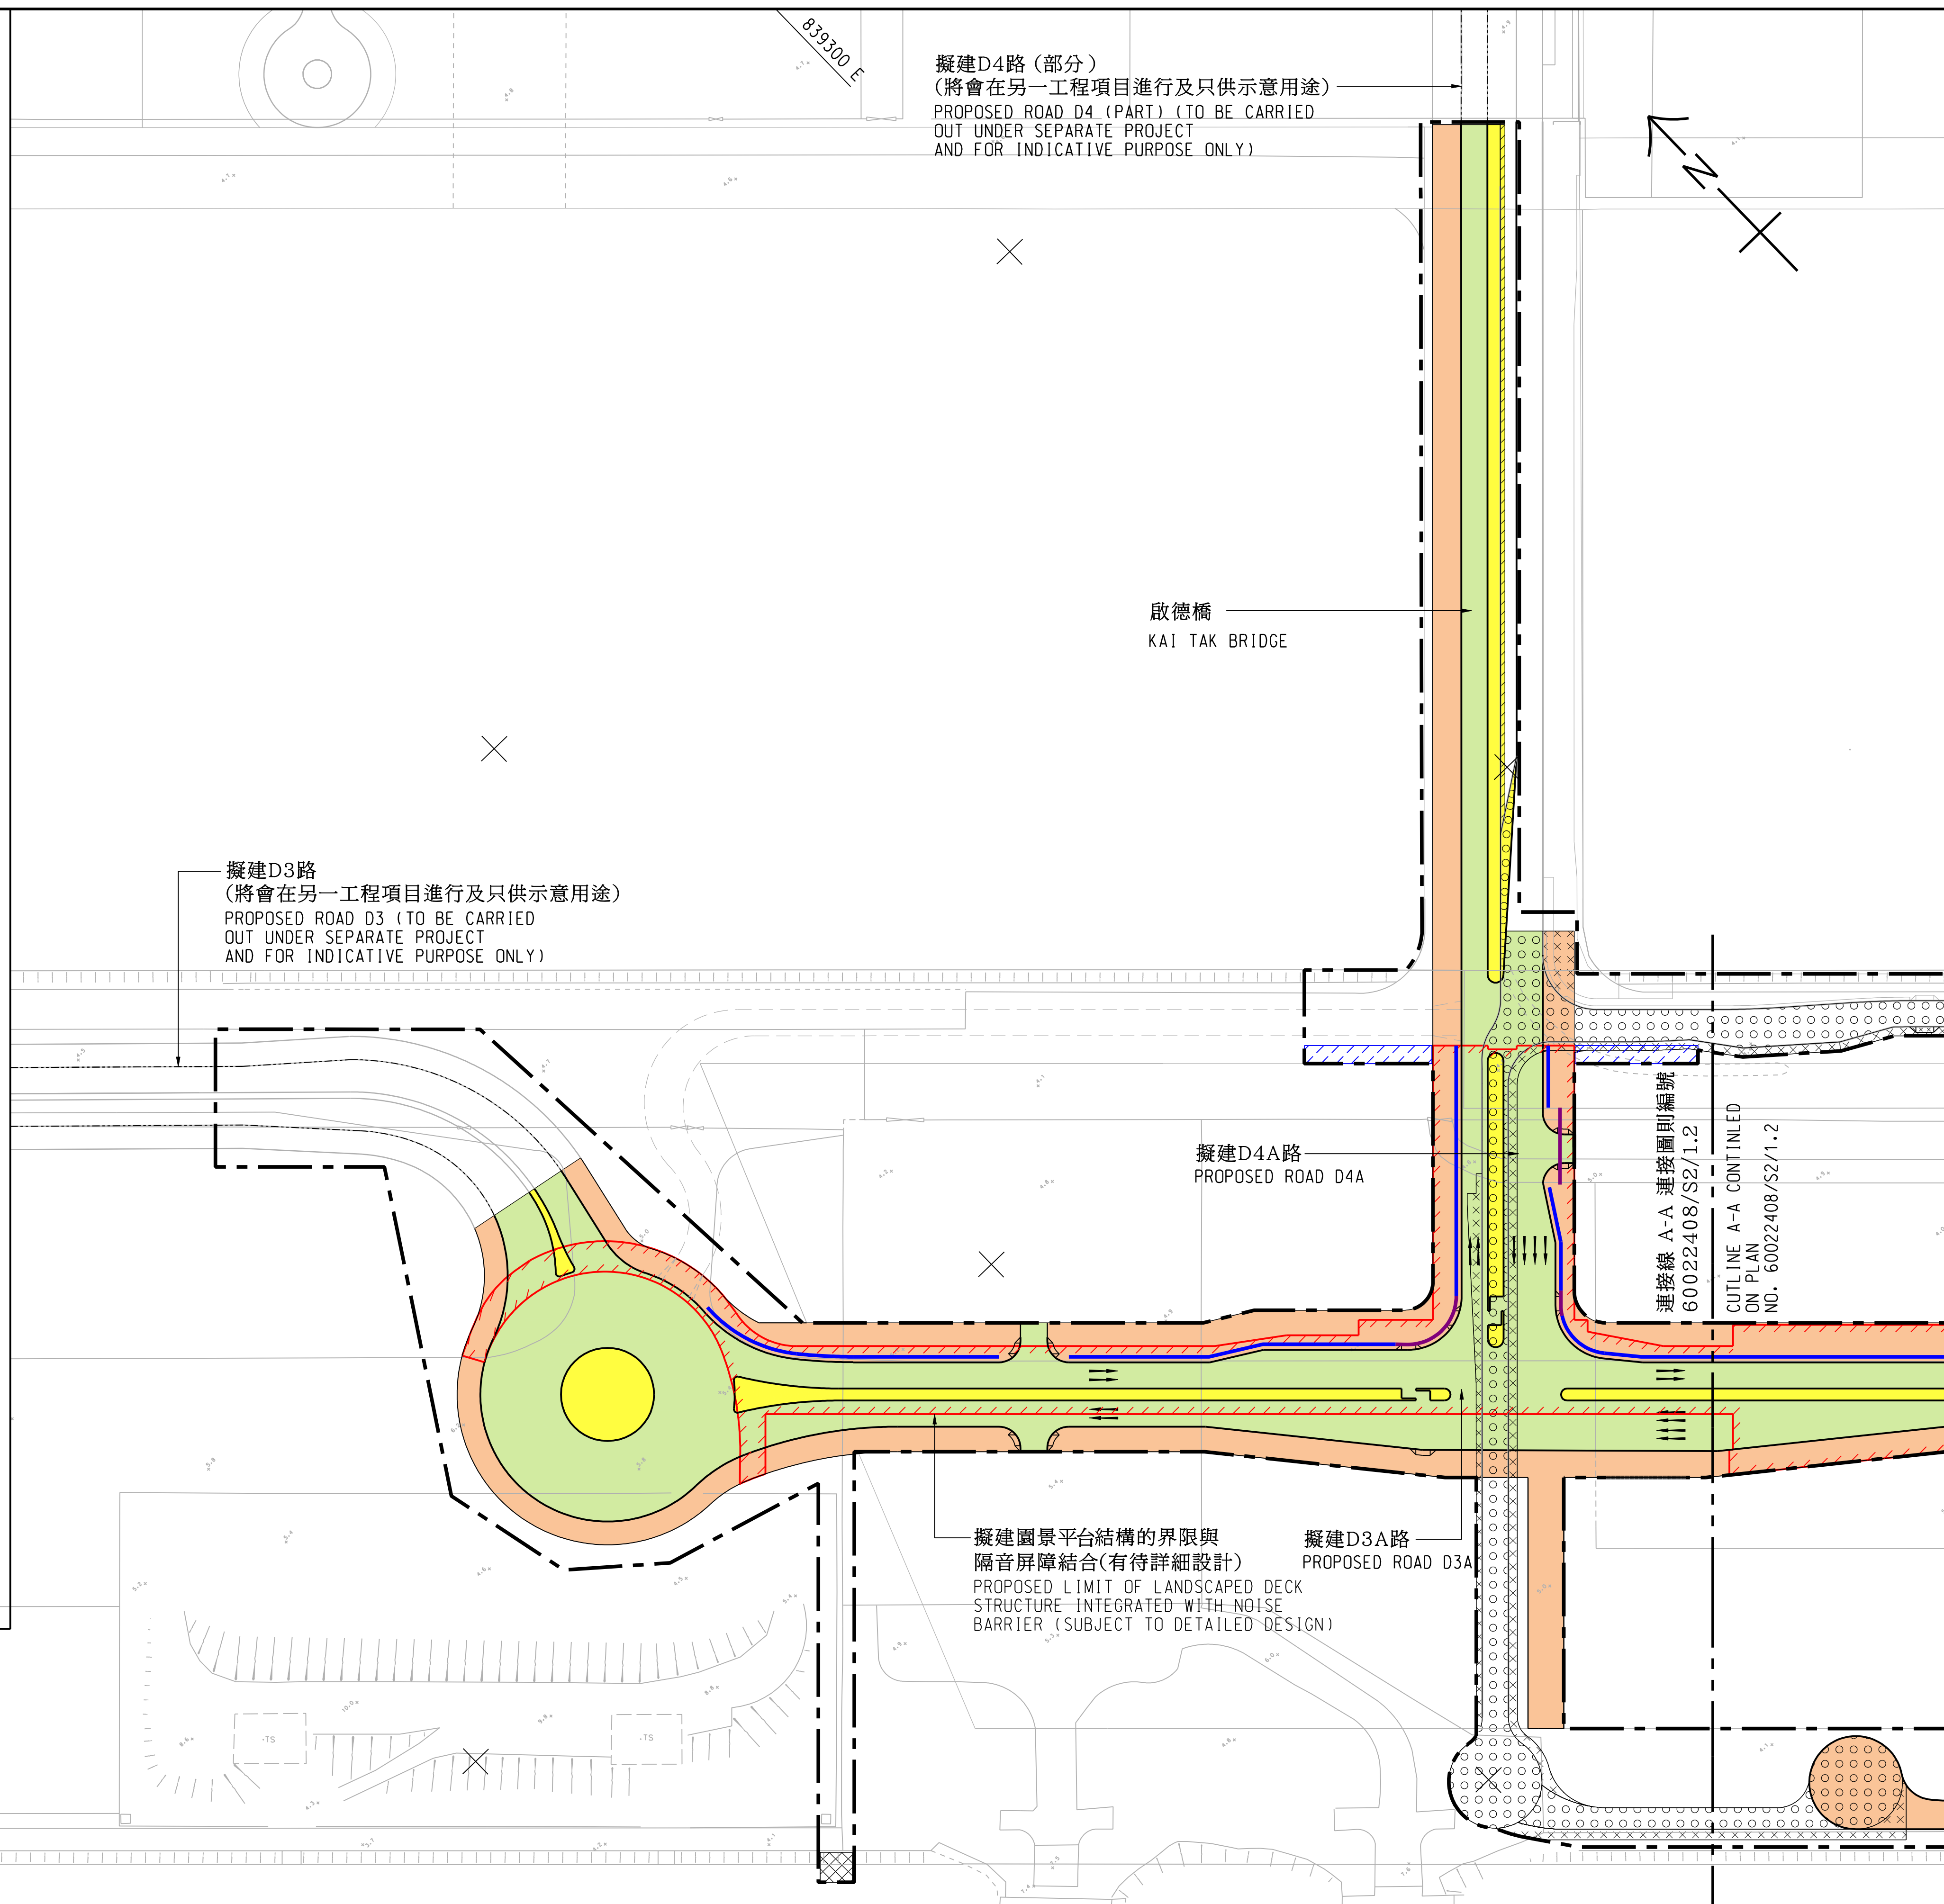 839300 E
擬建D4路 (部分)
(將會在另一工程項目進行及只供示意用途)
PROPOSED ROAD D4 (PART) (TO BE CARRIED
OUT UNDER SEPARATE PROJECT
AND FOR INDICATIVE PURPOSE ONLY)
N
啟德橋
KAI TAK BRIDGE
擬建D3路
(將會在另一工程項目進行及只供示意用途)
PROPOSED ROAD D3 (TO BE CARRIED
OUT UNDER SEPARATE PROJECT
AND FOR INDICATIVE PURPOSE ONLY)
擬建D4A路
PROPOSED ROAD D4A
連接線 A-A 連接圖則編號
60022408/S2/1.2
CUTLINE A-A CONTINLED
ON PLAN
NO. 60022408/S2/1.2
擬建園景平台結構的界限與
隔音屏障結合(有待詳細設計)
PROPOSED LIMIT OF LANDSCAPED DECK
STRUCTURE INTEGRATED WITH NOISE
BARRIER (SUBJECT TO DETAILED DESIGN)
擬建D3A路
PROPOSED ROAD D3A
TS
TS